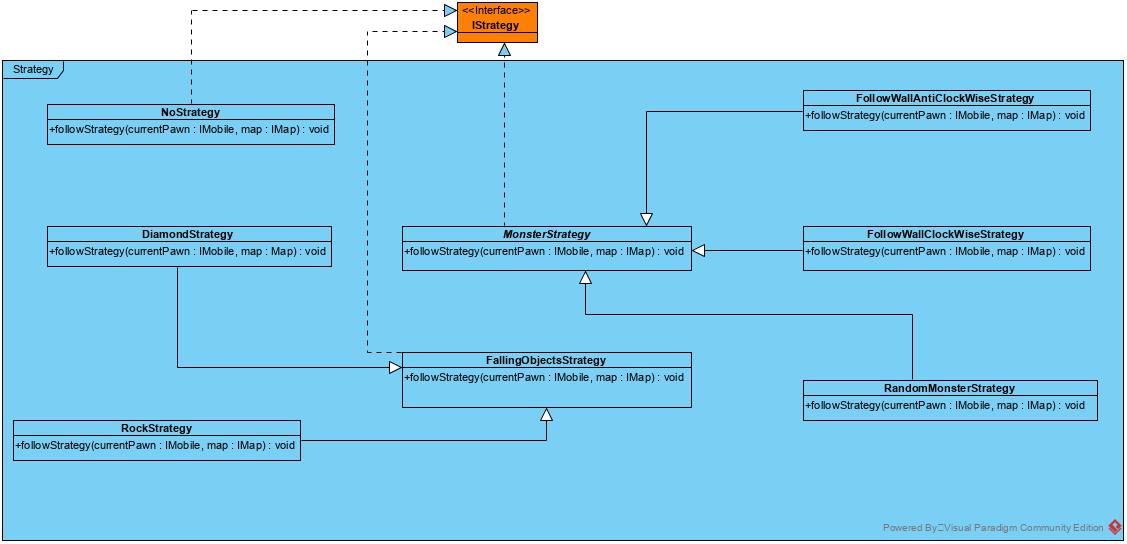 <<Interface>>
IStrategy
Strategy
NoStrategy
+followStrategy(currentPawn : IMobile, map : IMap) : void
FollowWallAntiClockWiseStrategy
+followStrategy(currentPawn : IMobile, map : IMap) : void
DiamondStrategy
+followStrategy(currentPawn : IMobile, map : Map) : void
MonsterStrategy
+followStrategy(currentPawn : IMobile, map : IMap) : void
FollowWallClockWiseStrategy
+followStrategy(currentPawn : IMobile, map : IMap) : void
FallingObjectsStrategy
+followStrategy(currentPawn : IMobile, map : IMap) : void
RandomMonsterStrategy
+followStrategy(currentPawn : IMobile, map : IMap) : void
RockStrategy
+followStrategy(currentPawn : IMobile, map : IMap) : void
Powered By Visual Paradigm Community Edition